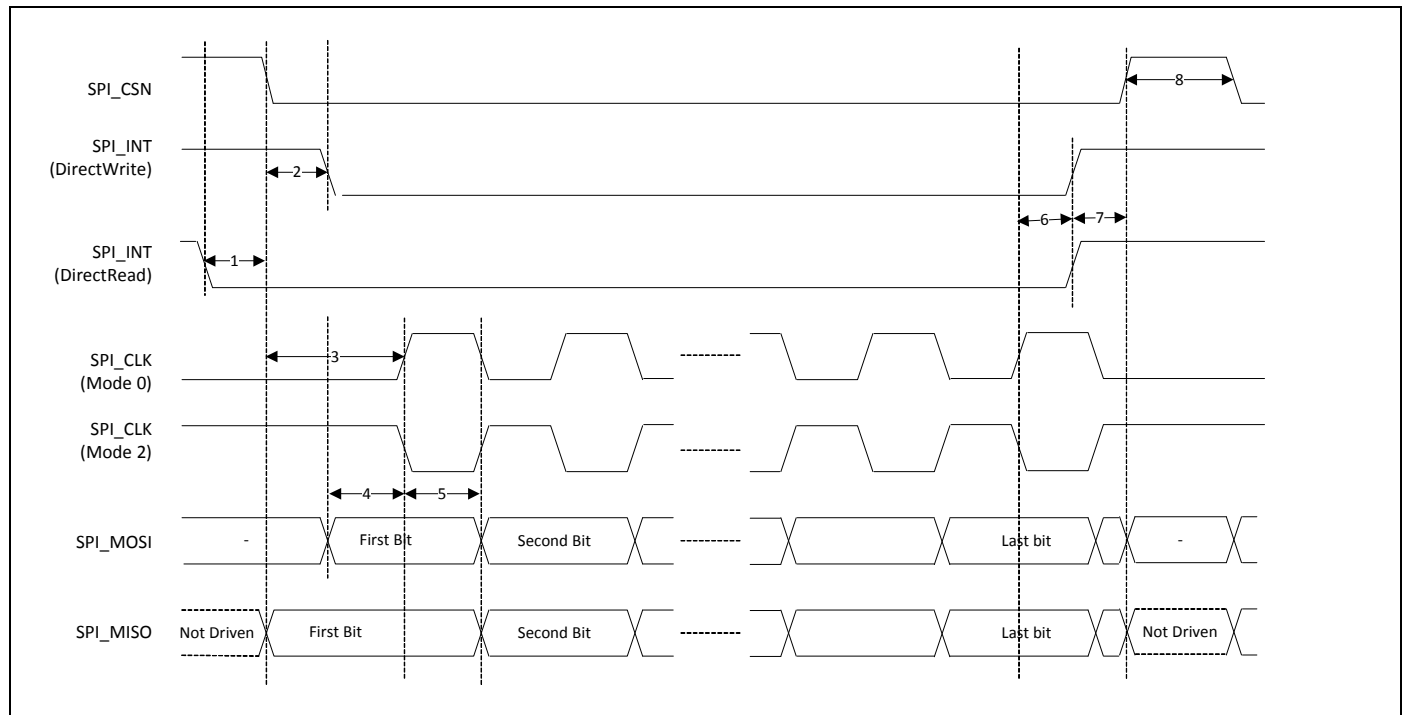 SPI_CSN
8
SPI_INT
(DirectWrite)
2
6
7
SPI_INT
(DirectRead)
1
SPI_CLK
(Mode 0)
3
SPI_CLK
(Mode 2)
4
5
SPI_MOSI
-
First Bit
Second Bit
Last bit
-
SPI_MISO
Not Driven
First Bit
Second Bit
Last bit
Not Driven